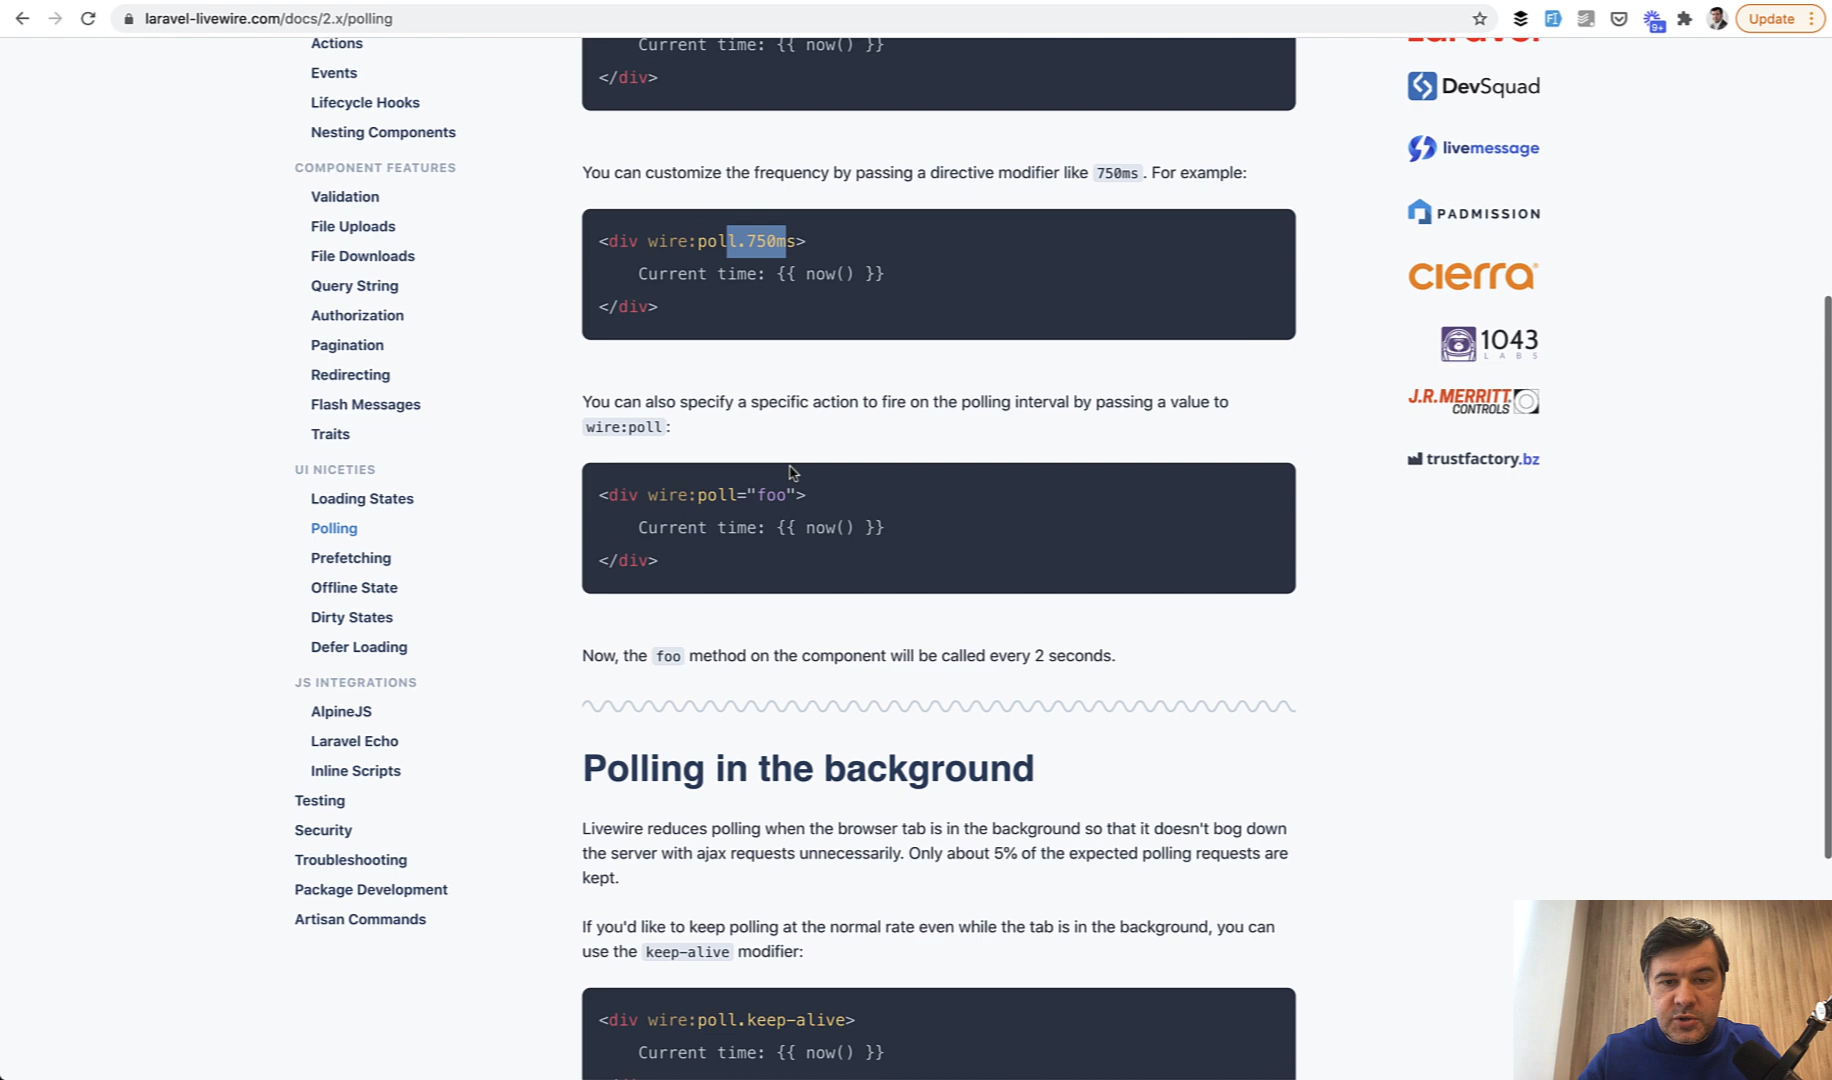 laravel-livewire.com/docs/2.x/polling
Update
9+
Actions
Events
Lifecycle Hooks
Nesting Components
COMPONENT FEATURES
Validation
File Uploads
File Downloads
Query String
Authorization
Pagination
Redirecting
Flash Messages
Traits
UI NICETIES
Loading States
Polling
Prefetching
Offline State
Dirty States
Defer Loading
JS INTEGRATIONS
AlpineJS
Laravel Echo
Inline Scripts
Testing
Security
Troubleshooting
Package Development
Artisan Commands
Current time: {{ now() }}
</div>
You can customize the frequency by passing a directive modifier like 750ms. For example:
<div wire:poll.750ms>
Current time: {{ now() }}
</div>
You can also specify a specific action to fire on the polling interval by passing a value to
wire:poll:
<div wire:poll="foo">
Current time: {{ now() }}
</div>
Now, the foo method on the component will be called every 2 seconds.
Polling in the background
Livewire reduces polling when the browser tab is in the background so that it doesn't bog down
the server with ajax requests unnecessarily. Only about 5% of the expected polling requests are
kept.
If you'd like to keep polling at the normal rate even while the tab is in the background, you can
use the keep-alive modifier:
<div wire:poll.keep-alive>
Current time: {{ now() }}
DevSquad
livemessage
PADMISSION
cierra
1043
LABS
J.R.MERRITT
CONTROLS
trustfactory.bz